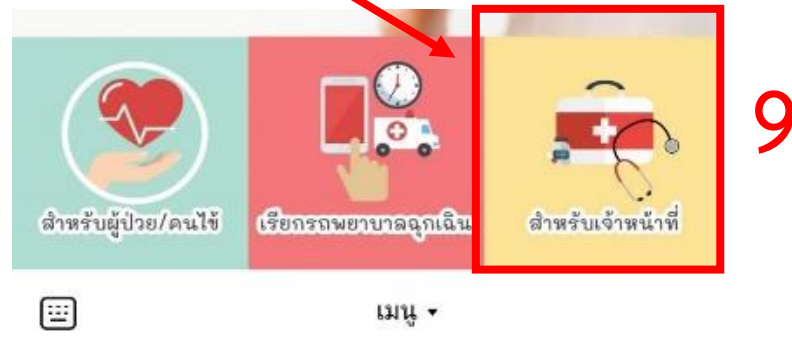 สำหรับผู้ป่วย/คนไข้
เรียกรถพยาบาลฉุกเฉิน
สำหรับเจ้าหน้าที่
9
เมนู